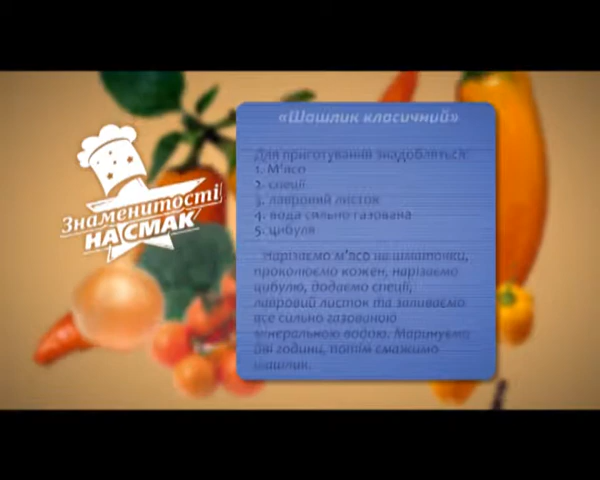 Знаменитості
НА СМАК
«Шашлик класичний»
Для приготування знадобляться:
1. М'ясо
2. спеції
3. лавровий листок
4. вода сильно газована
5. цибуля
Нарізаємо м'ясо на шматочки,
проколюємо кожен, нарізаємо
цибулю, додаємо спеції,
лавровий листок та заливаємо
все сильно газованою
мінеральною водою. Маринуємо
дві години, потім смажимо
шашлик.